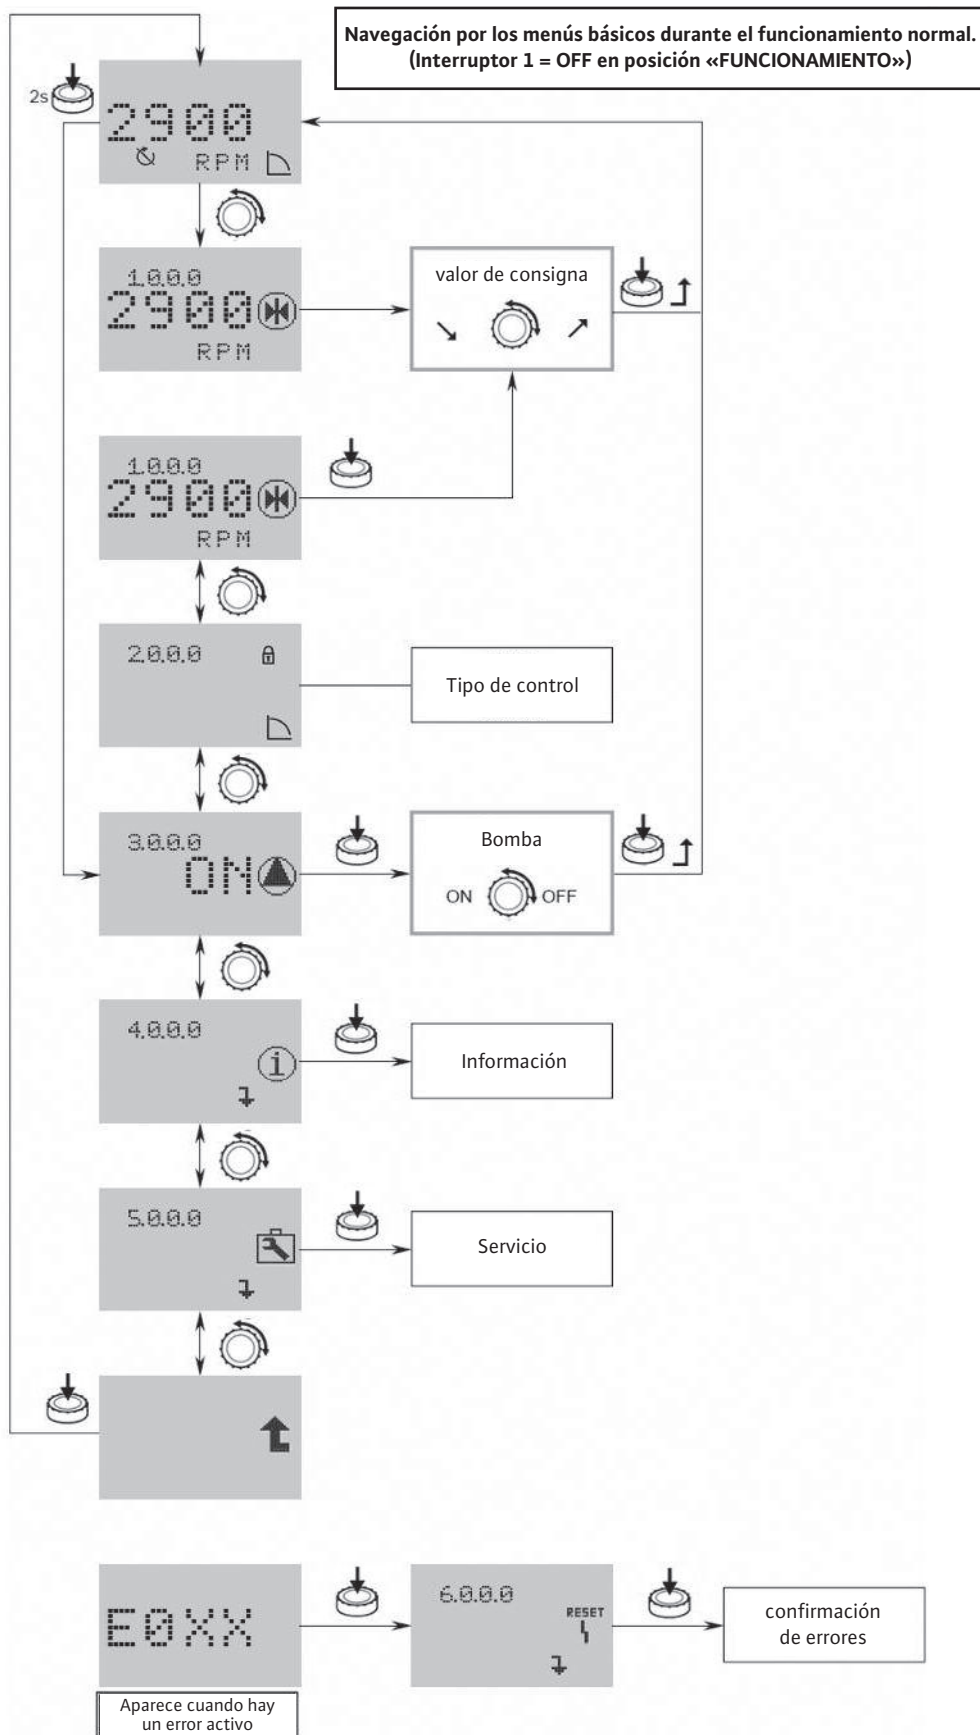 Navegación por los menús básicos durante el funcionamiento normal.
(Interruptor 1 = OFF en posición «FUNCIONAMIENTO»)
2s
2900
RPM
1.0.0.0
2900
RPM
valor de consigna
1.0.0.0
2900
RPM
2.0.0.0
Tipo de control
3.0.0.0
ON
Bomba
ON OFF
4.0.0.0
i
Información
5.0.0.0
Servicio
E0XX
6.0.0.0
RESET
confirmación
de errores
Aparece cuando hay
un error activo